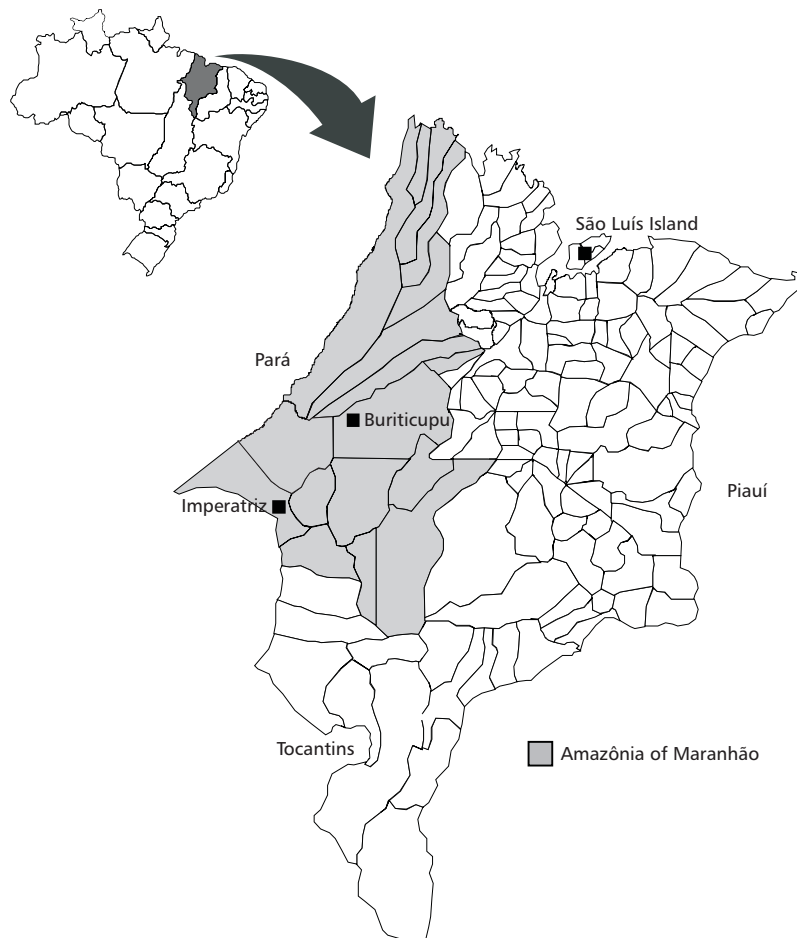 São Luís Island
Pará
Buriticupu
Piauí
Imperatriz
Tocantins
Amazônia of Maranhão